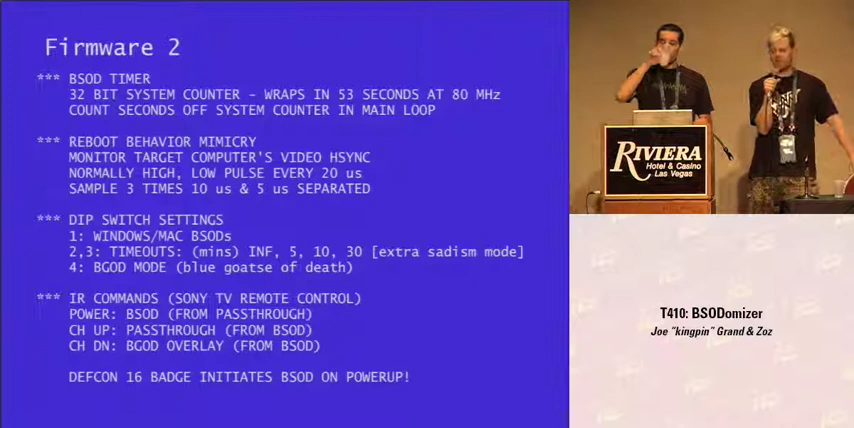 Firmware 2
*** BSOD TIMER
32 BIT SYSTEM COUNTER - WRAPS IN 53 SECONDS AT 80 MHz
COUNT SECONDS OFF SYSTEM COUNTER IN MAIN LOOP
*** REBOOT BEHAVIOR MIMICRY
MONITOR TARGET COMPUTER'S VIDEO HSYNC
NORMALLY HIGH, LOW PULSE EVERY 20 us
SAMPLE 3 TIMES 10 us & 5 us SEPARATED
*** DIP SWITCH SETTINGS
1: WINDOWS/MAC BSODs
2,3: TIMEOUTS: (mins) INF, 5, 10, 30 [extra sadism mode]
4: BGOD MODE (blue goatse of death)
*** IR COMMANDS (SONY TV REMOTE CONTROL)
POWER: BSOD (FROM PASSTHROUGH)
CH UP: PASSTHROUGH (FROM BSOD)
CH DN: BGOD OVERLAY (FROM BSOD)
DEFCON 16 BADGE INITIATES BSOD ON POWERUP!
RIVIERA
Hotel & Casino
Las Vegas
T410: BSODomizer
Joe "kingpin" Grand & Zoz